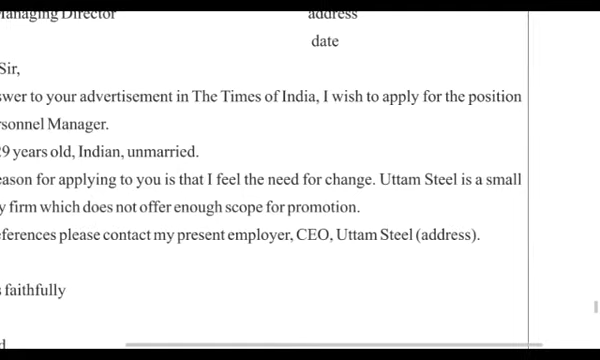 Managing Director address
date
Sir,
swer to your advertisement in The Times of India, I wish to apply for the position
rsonnel Manager.
29 years old, Indian, unmarried.
eason for applying to you is that I feel the need for change. Uttam Steel is a small
y firm which does not offer enough scope for promotion.
eferences please contact my present employer, CEO, Uttam Steel (address).
s faithfully
d